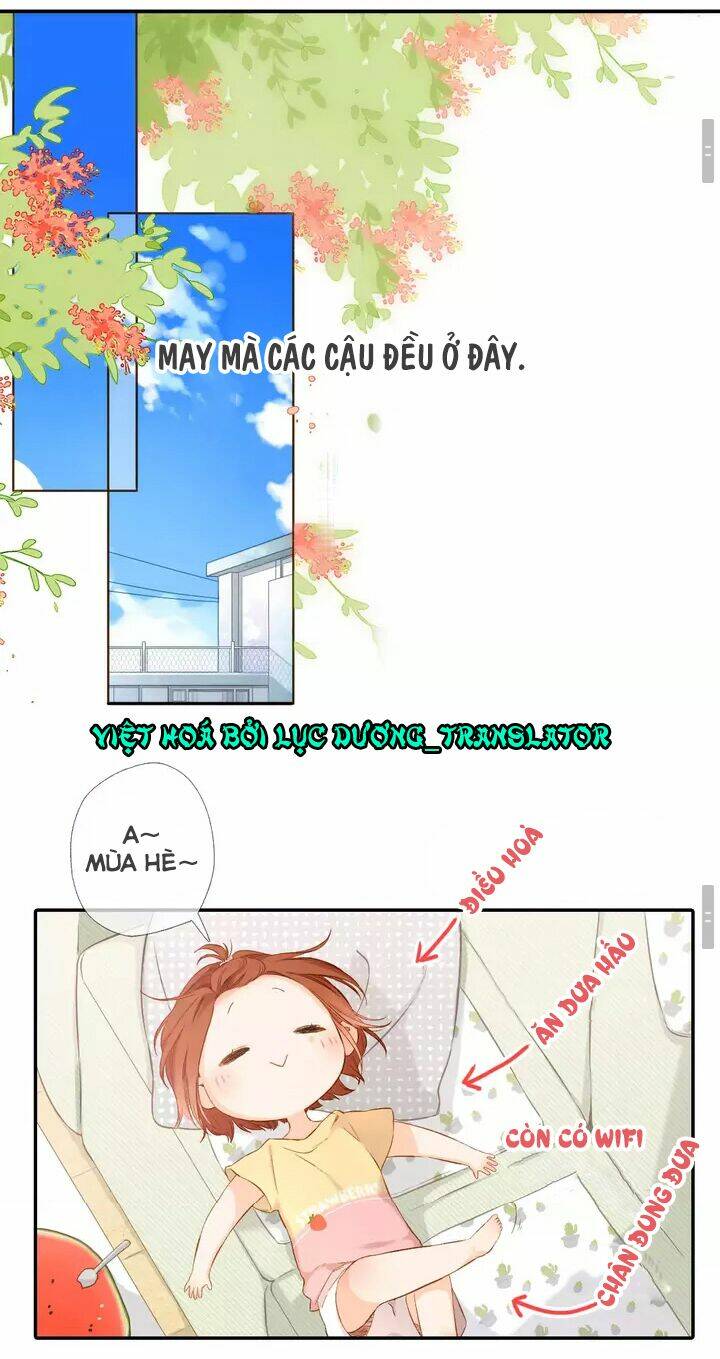 MAY MÀ CÁC CẬU ĐỀU Ở ĐÂY.
VIỆT HOÁ BỞI LỤC DƯƠNG_TRANSLATOR
A~
MÙA HÈ~
ĐIỀU HOÀ
ĂN DƯA HẤU
CÒN CÓ WIFI
CHÂN ĐUNG ĐƯA
STRAWBERRY